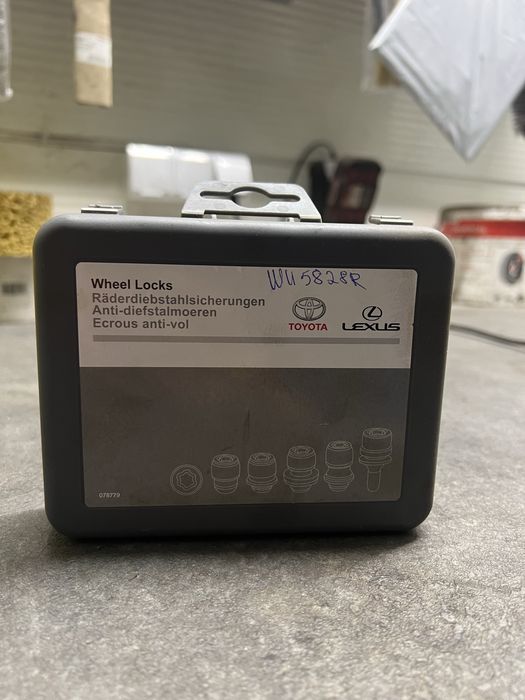 Wheel Locks
Räderdiebstahlsicherungen
Anti-diefstalmoeren
Ecrous anti-vol
WU5828R
TOYOTA
LEXUS
078779